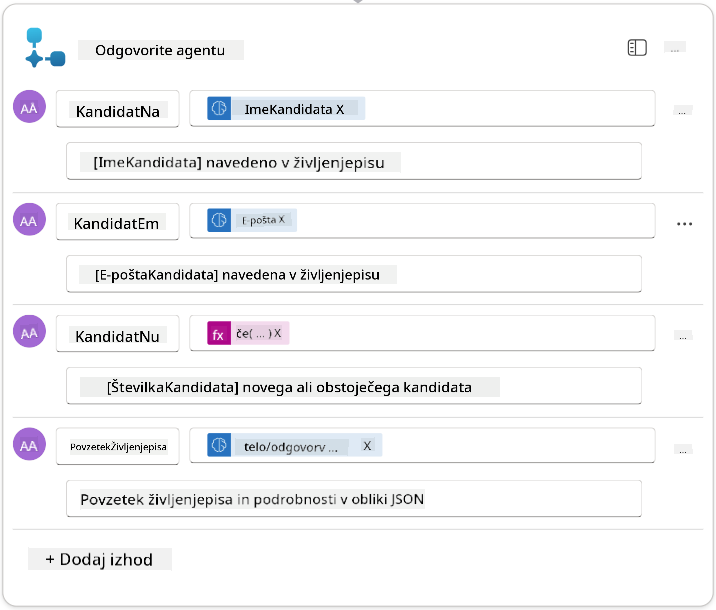 Odgovorite agentu
...
AA KandidatNa ImeKandidata X ...
[ImeKandidata] navedeno v življenjepisu
AA KandidatEm E-pošta X ...
[E-poštaKandidata] navedena v življenjepisu
AA KandidatNu fx če( ... ) X ...
[ŠtevilkaKandidata] novega ali obstoječega kandidata
AA PovzetekŽivljenjepisa telo/odgovorv ... X ...
Povzetek življenjepisa in podrobnosti v obliki JSON
+ Dodaj izhod